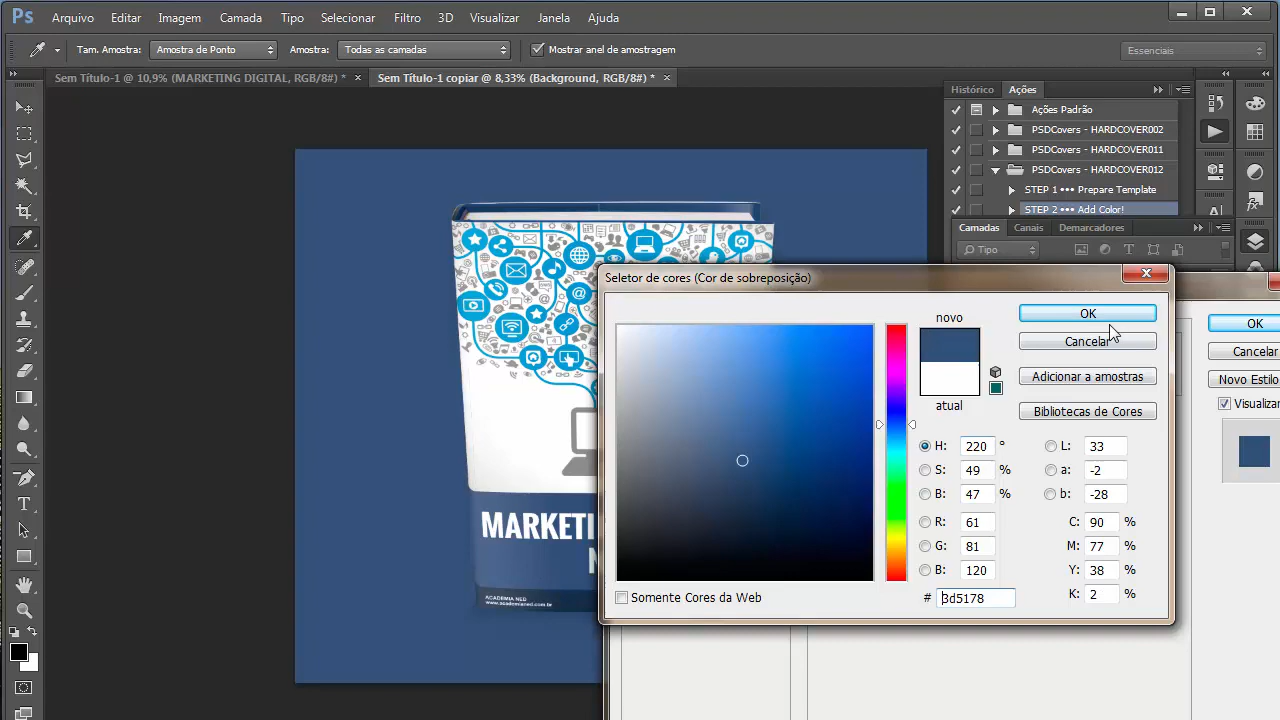 Ps Arquivo Editar Imagem Camada Tipo Selecionar Filtro 3D Visualizar Janela Ajuda
Tam. Amostra: Amostra de Ponto Amostra: Todas as camadas Mostrar anel de amostragem Essenciais
Sem Título-1 @ 10,9% (MARKETING DIGITAL, RGB/8#) * × Sem Título-1 copiar @ 8,33% (Background, RGB/8#) * ×
Histórico Ações
Ações Padrão
PSDCovers - HARDCOVER002
PSDCovers - HARDCOVER011
PSDCovers - HARDCOVER012
STEP 1 ••• Prepare Template
STEP 2 ••• Add Color!
Camadas Canais Demarcadores
Tipo
Seletor de cores (Cor de sobreposição)
novo
atual
OK
Cancelar
Adicionar a amostras
Bibliotecas de Cores
H: 220 ° L: 33
S: 49 % a: -2
B: 47 % b: -28
R: 61 C: 90 %
G: 81 M: 77 %
B: 120 Y: 38 %
# 3d5178 K: 2 %
Somente Cores da Web
OK
Cancelar
Novo Estilo
Visualizar
MARKETI
N
ACADEMIA NED
www.academianed.com.br